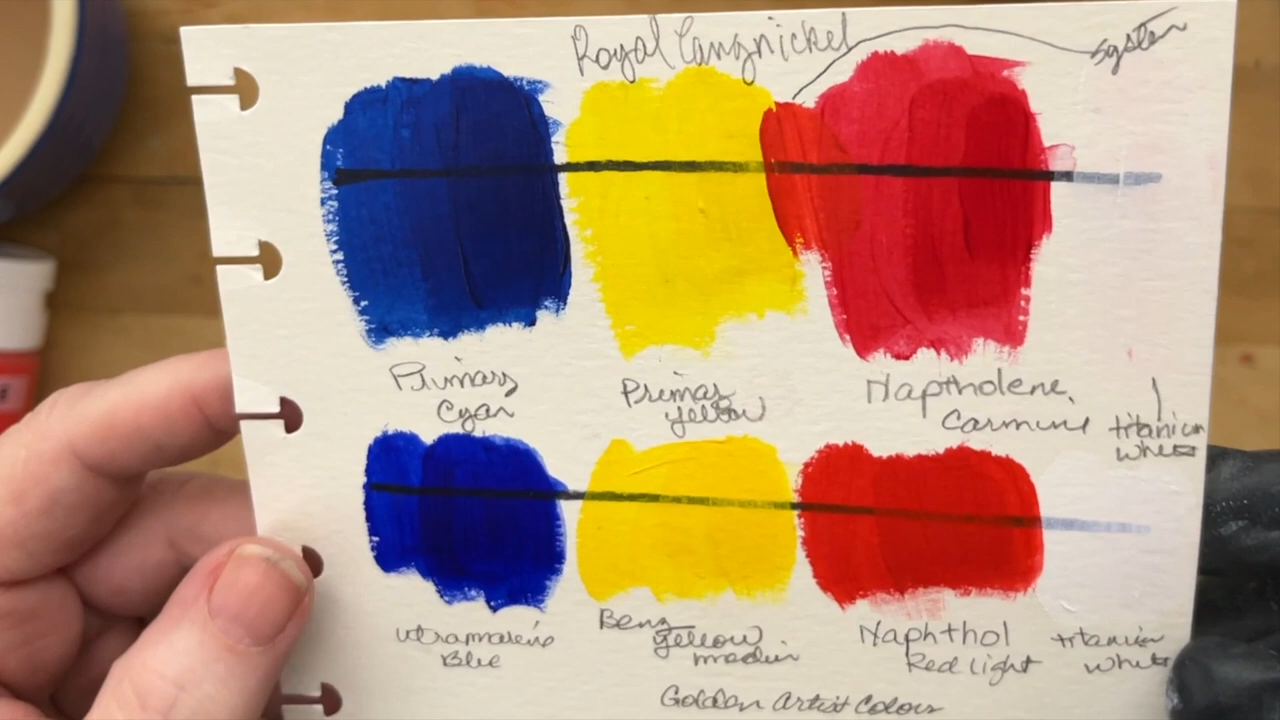 Royal Langnickel
System
Primary
Cyan
Primary
Yellow
Naptholene,
Carmine
titanium
white
Ultramarine
Blue
Benz
yellow
medium
Naphthol
Red light
titanium
white
Golden Artist Colour